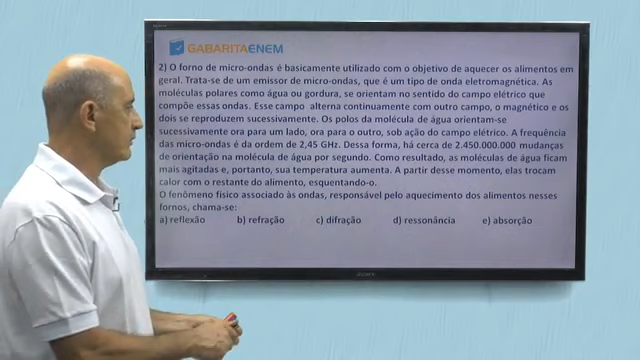 GABARITAENEM
2) O forno de micro-ondas é basicamente utilizado com o objetivo de aquecer os alimentos em
geral. Trata-se de um emissor de micro-ondas, que é um tipo de onda eletromagnética. As
moléculas polares como água ou gordura, se orientam no sentido do campo elétrico que
compõe essas ondas. Esse campo alterna continuamente com outro campo, o magnético e os
dois se reproduzem sucessivamente. Os polos da molécula de água orientam-se
sucessivamente ora para um lado, ora para o outro, sob ação do campo elétrico. A frequência
das micro-ondas é da ordem de 2,45 GHz. Dessa forma, há cerca de 2.450.000.000 mudanças
de orientação na molécula de água por segundo. Como resultado, as moléculas de água ficam
mais agitadas e, portanto, sua temperatura aumenta. A partir desse momento, elas trocam
calor com o restante do alimento, esquentando-o.
O fenômeno físico associado às ondas, responsável pelo aquecimento dos alimentos nesses
fornos, chama-se:
a) reflexão b) refração c) difração d) ressonância e) absorção
SONY